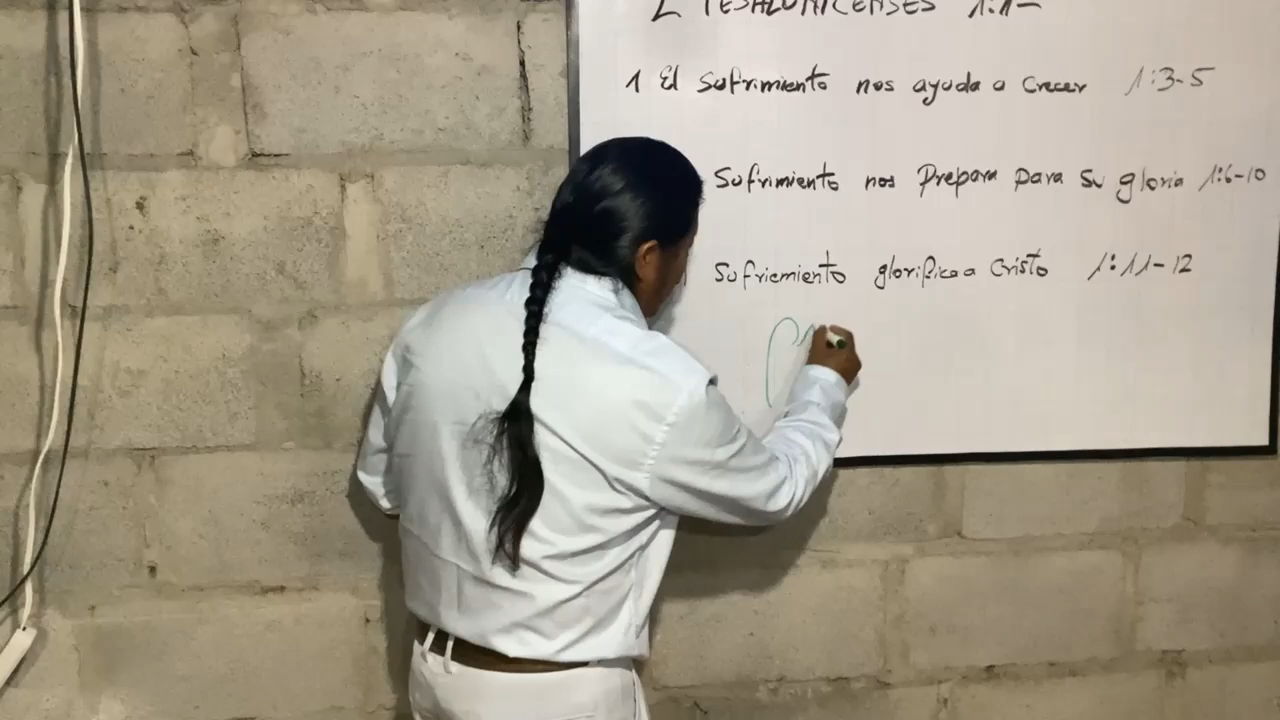 2 TESALONICENSES 1:1-
1 El Sufrimiento nos ayuda a Crecer 1:3-5
Sufrimiento nos Prepara para su gloria 1:6-10
Sufriemiento glorifica a Cristo 1:11-12